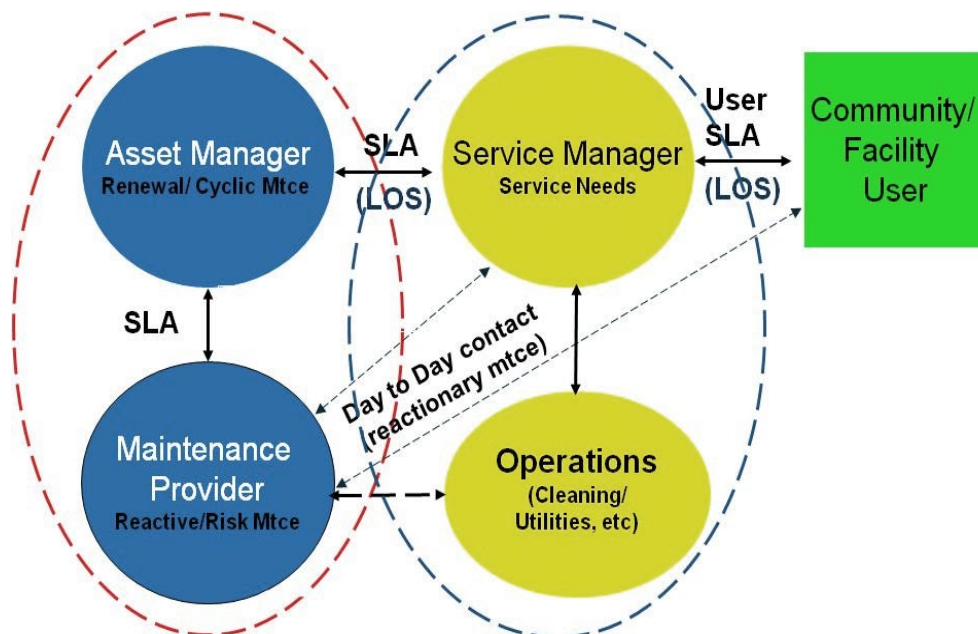 Asset Manager
Renewal/ Cyclic Mtce
SLA
(LOS)
Service Manager
Service Needs
User
SLA
(LOS)
Community/
Facility
User
SLA
Day to Day contact
(reactionary mtce)
Maintenance
Provider
Reactive/Risk Mtce
Operations
(Cleaning/
Utilities, etc)